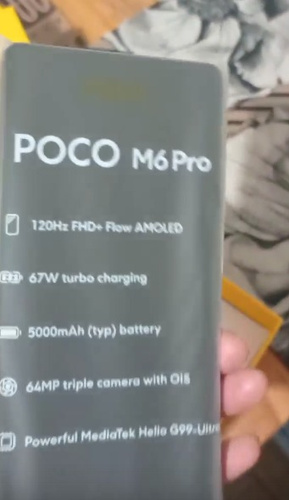 POCO M6 Pro
120Hz FHD+ Flow AMOLED
67W turbo charging
5000mAh (typ) battery
64MP triple camera with OIS
Powerful MediaTek Helio G99-Ultra